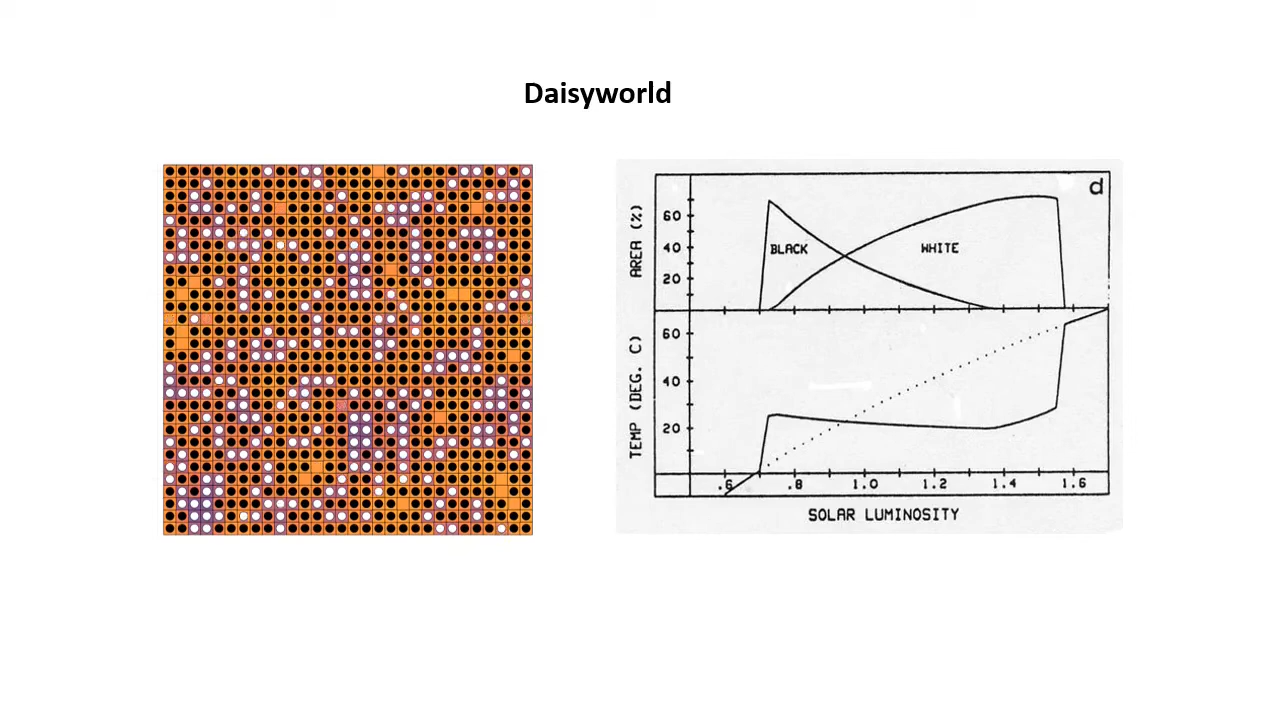 Daisyworld
d
AREA (%)
60
40
20
BLACK
WHITE
TEMP (DEG. C)
60
40
20
.6 .8 1.0 1.2 1.4 1.6
SOLAR LUMINOSITY